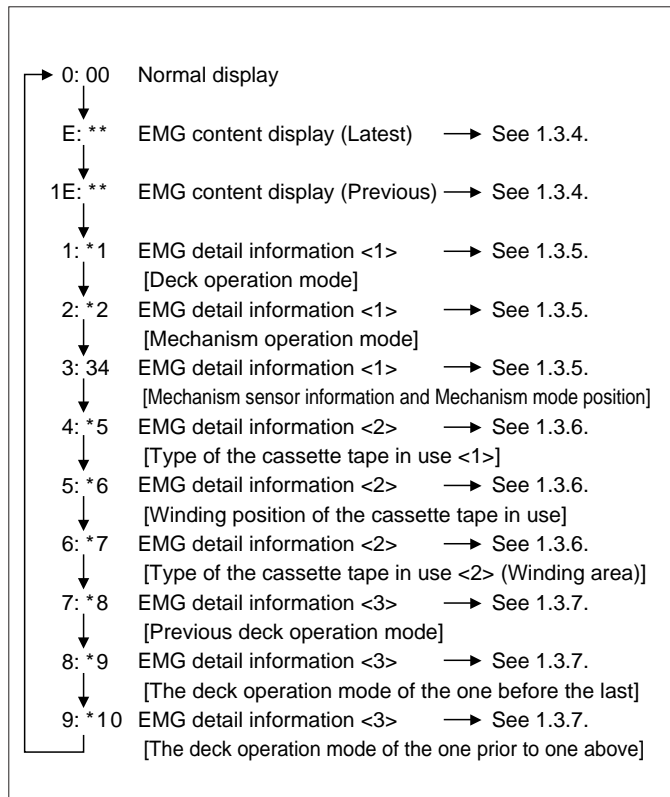 0: 00 Normal display
E: ** EMG content display (Latest) → See 1.3.4.
1E: ** EMG content display (Previous) → See 1.3.4.
1: *1 EMG detail information <1> → See 1.3.5.
[Deck operation mode]
2: *2 EMG detail information <1> → See 1.3.5.
[Mechanism operation mode]
3: 34 EMG detail information <1> → See 1.3.5.
[Mechanism sensor information and Mechanism mode position]
4: *5 EMG detail information <2> → See 1.3.6.
[Type of the cassette tape in use <1>]
5: *6 EMG detail information <2> → See 1.3.6.
[Winding position of the cassette tape in use]
6: *7 EMG detail information <2> → See 1.3.6.
[Type of the cassette tape in use <2> (Winding area)]
7: *8 EMG detail information <3> → See 1.3.7.
[Previous deck operation mode]
8: *9 EMG detail information <3> → See 1.3.7.
[The deck operation mode of the one before the last]
9: *10 EMG detail information <3> → See 1.3.7.
[The deck operation mode of the one prior to one above]